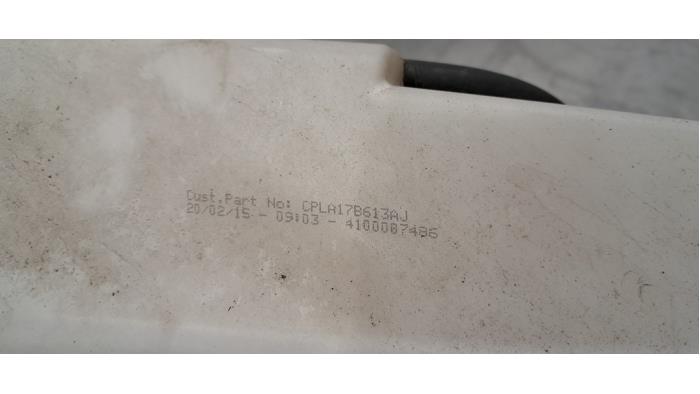 Cust.Part No: CPLA17B613AJ
20/02/15 - 09:03 - 4100087486